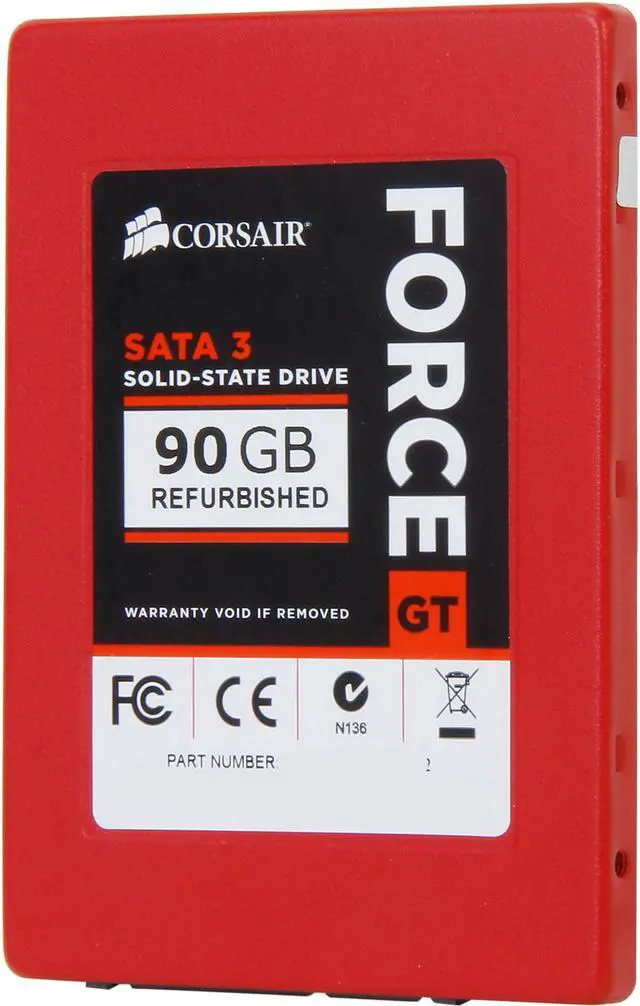 CORSAIR
SATA 3
SOLID-STATE DRIVE
90 GB
REFURBISHED
WARRANTY VOID IF REMOVED
FORCE
GT
FC
CE
N136
PART NUMBER:
2